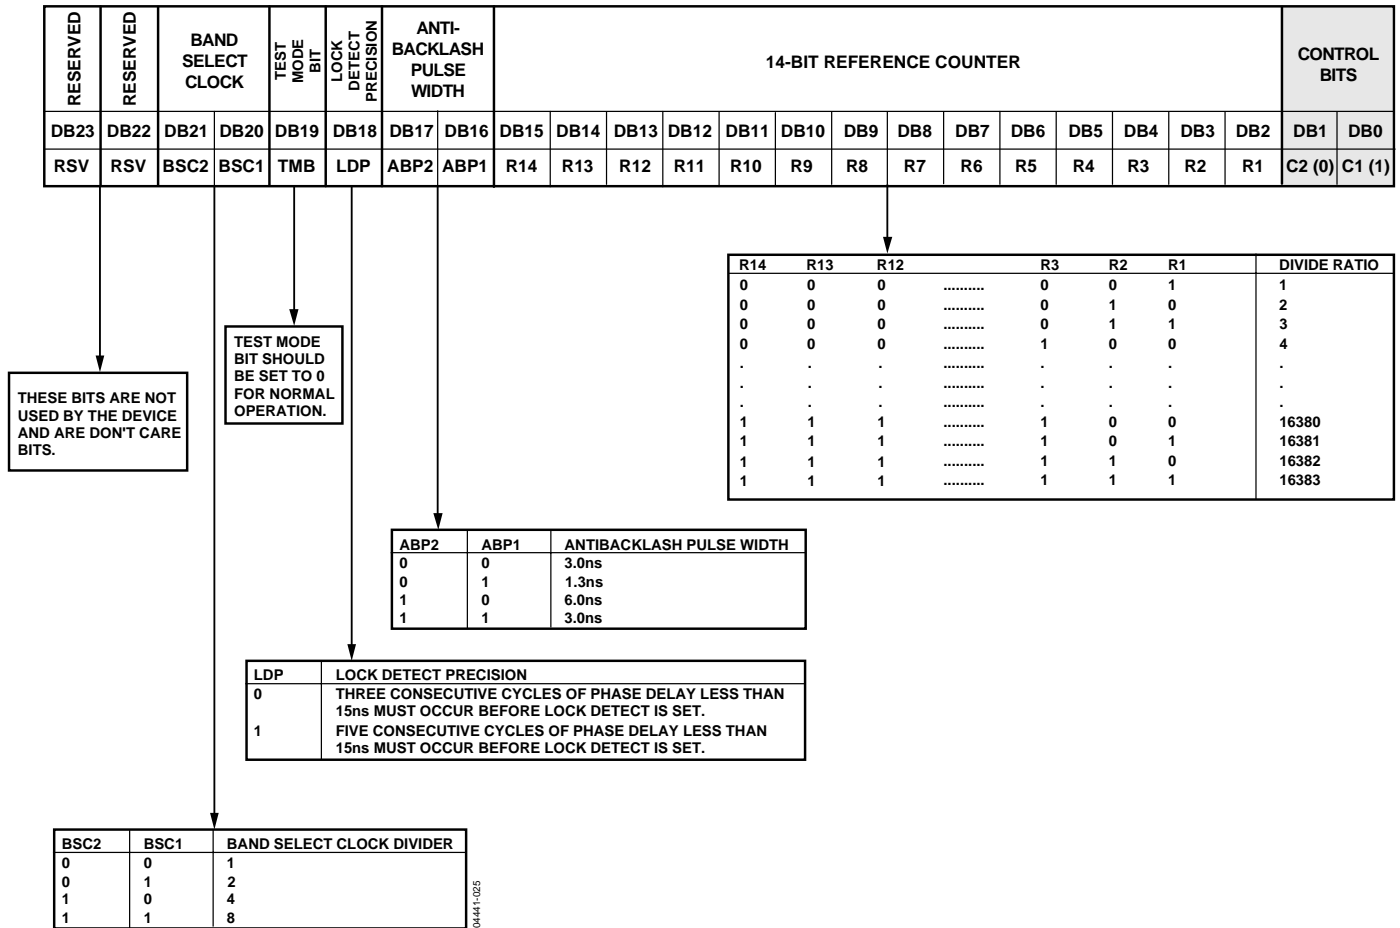 RESERVED
RESERVED
BAND
SELECT
CLOCK
TEST
MODE
BIT
LOCK
DETECT
PRECISION
ANTI-
BACKLASH
PULSE
WIDTH
14-BIT REFERENCE COUNTER
CONTROL
BITS
DB23 DB22 DB21 DB20 DB19 DB18 DB17 DB16 DB15 DB14 DB13 DB12 DB11 DB10 DB9 DB8 DB7 DB6 DB5 DB4 DB3 DB2 DB1 DB0
RSV RSV BSC2 BSC1 TMB LDP ABP2 ABP1 R14 R13 R12 R11 R10 R9 R8 R7 R6 R5 R4 R3 R2 R1 C2 (0) C1 (1)
R14 R13 R12 R3 R2 R1 DIVIDE RATIO
0 0 0 .......... 0 0 1 1
0 0 0 .......... 0 1 0 2
0 0 0 .......... 0 1 1 3
0 0 0 .......... 1 0 0 4
. . . .......... . . . .
. . . .......... . . . .
. . . .......... . . . .
1 1 1 .......... 1 0 0 16380
1 1 1 .......... 1 0 1 16381
1 1 1 .......... 1 1 0 16382
1 1 1 .......... 1 1 1 16383
TEST MODE
BIT SHOULD
BE SET TO 0
FOR NORMAL
OPERATION.
THESE BITS ARE NOT
USED BY THE DEVICE
AND ARE DON'T CARE
BITS.
ABP2 ABP1 ANTIBACKLASH PULSE WIDTH
0 0 3.0ns
0 1 1.3ns
1 0 6.0ns
1 1 3.0ns
LDP LOCK DETECT PRECISION
0 THREE CONSECUTIVE CYCLES OF PHASE DELAY LESS THAN
15ns MUST OCCUR BEFORE LOCK DETECT IS SET.
1 FIVE CONSECUTIVE CYCLES OF PHASE DELAY LESS THAN
15ns MUST OCCUR BEFORE LOCK DETECT IS SET.
BSC2 BSC1 BAND SELECT CLOCK DIVIDER
0 0 1
0 1 2
1 0 4
1 1 8
04441-025